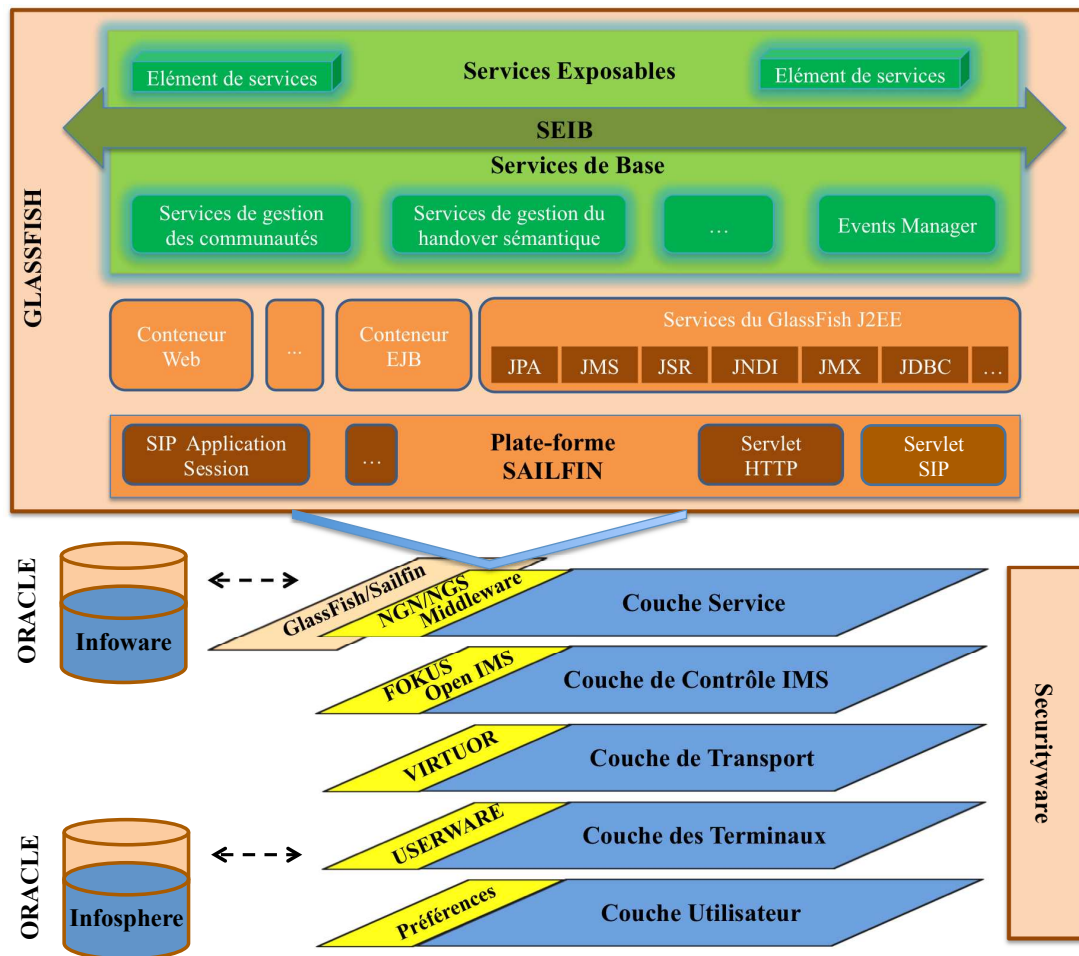 GLASSFISH
Elément de services
Services Exposables
Elément de services
SEIB
Services de Base
Services de gestion
des communautés
Services de gestion du
handover sémantique
…
Events Manager
Conteneur
Web
...
Conteneur
EJB
Services du GlassFish J2EE
JPA
JMS
JSR
JNDI
JMX
JDBC
…
SIP Application
Session
…
Plate-forme
SAILFIN
Servlet
HTTP
Servlet
SIP
ORACLE
Infoware
GlassFish/Sailfin
NGN/NGS
Middleware
Couche Service
FOKUS
Open IMS
Couche de Contrôle IMS
VIRTUOR
Couche de Transport
USERWARE
Couche des Terminaux
Préférences
Couche Utilisateur
ORACLE
Infosphere
Securityware